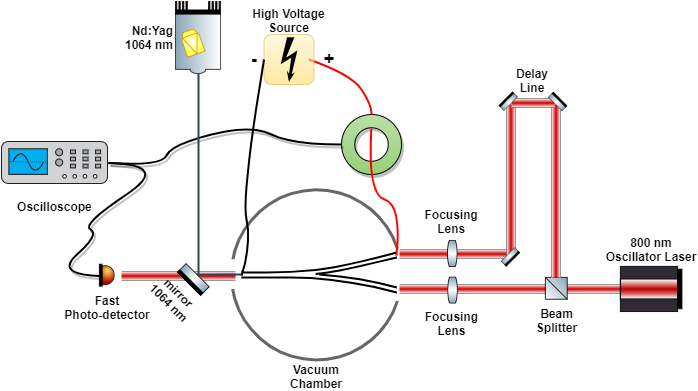 High Voltage
Source
Nd:Yag
1064 nm
-
+
Delay
Line
Oscilloscope
Focusing
Lens
800 nm
Oscillator Laser
mirror
1064 nm
Fast
Photo-detector
Focusing
Lens
Beam
Splitter
Vacuum
Chamber